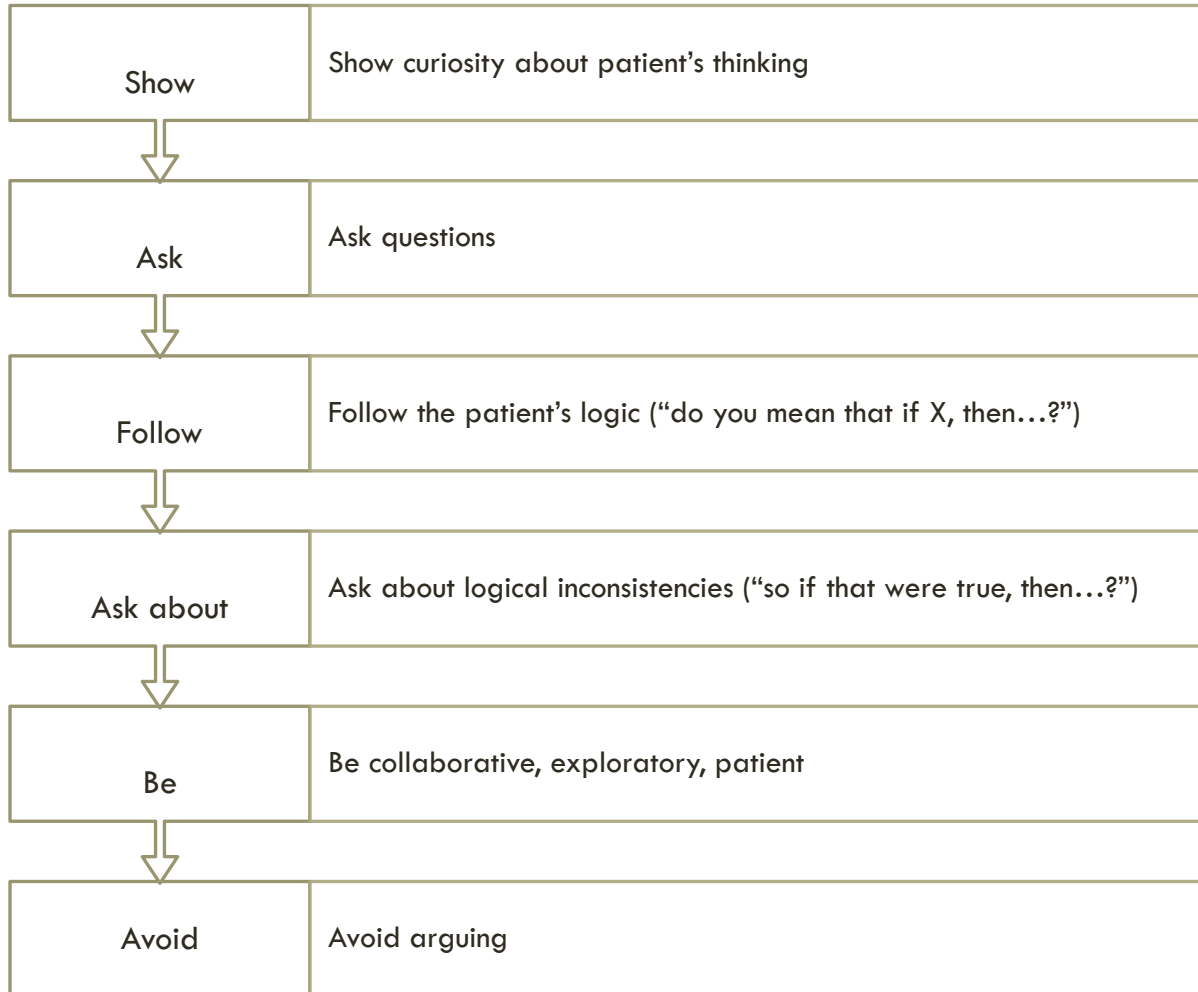 Show
Show curiosity about patient’s thinking
Ask
Ask questions
Follow
Follow the patient’s logic (“do you mean that if X, then…?”)
Ask about
Ask about logical inconsistencies (“so if that were true, then…?”)
Be
Be collaborative, exploratory, patient
Avoid
Avoid arguing